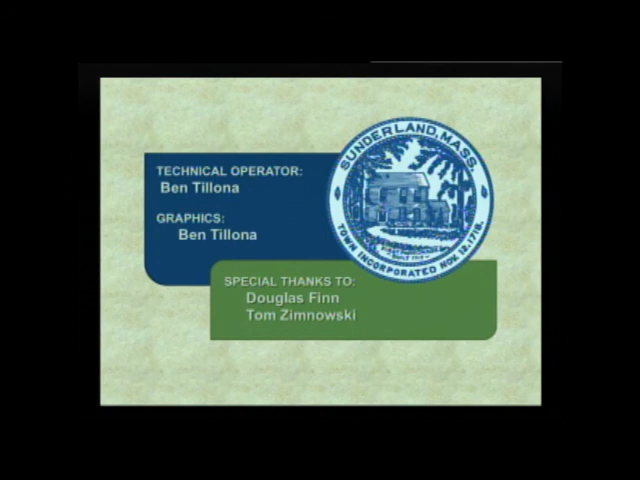 TECHNICAL OPERATOR:
Ben Tillona
GRAPHICS:
Ben Tillona
SUNDERLAND, MASS.
TOWN INCORPORATED NOV. 12, 1718.
SPECIAL THANKS TO:
Douglas Finn
Tom Zimnowski